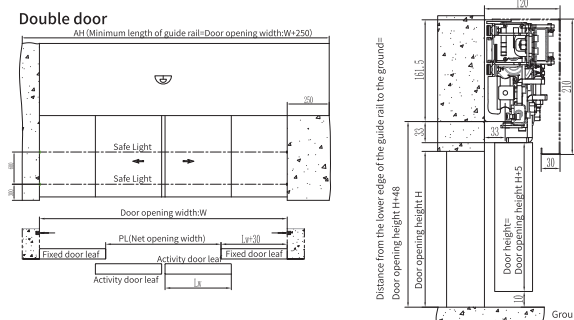 Double door
AH (Minimum length of guide rail=Door opening width:W+250)
250
Safe Light
Safe Light
Door opening width:W
PL(Net opening width)
Lw+30
Fixed door leaf
Fixed door leaf
Activity door leaf
Activity door leaf
Lw
Distance from the lower edge of the guide rail to the ground=
Door opening height H+48
Door opening height H
Door height=
Door opening height H+5
120
161.5
210
33
33
30
10
Grou